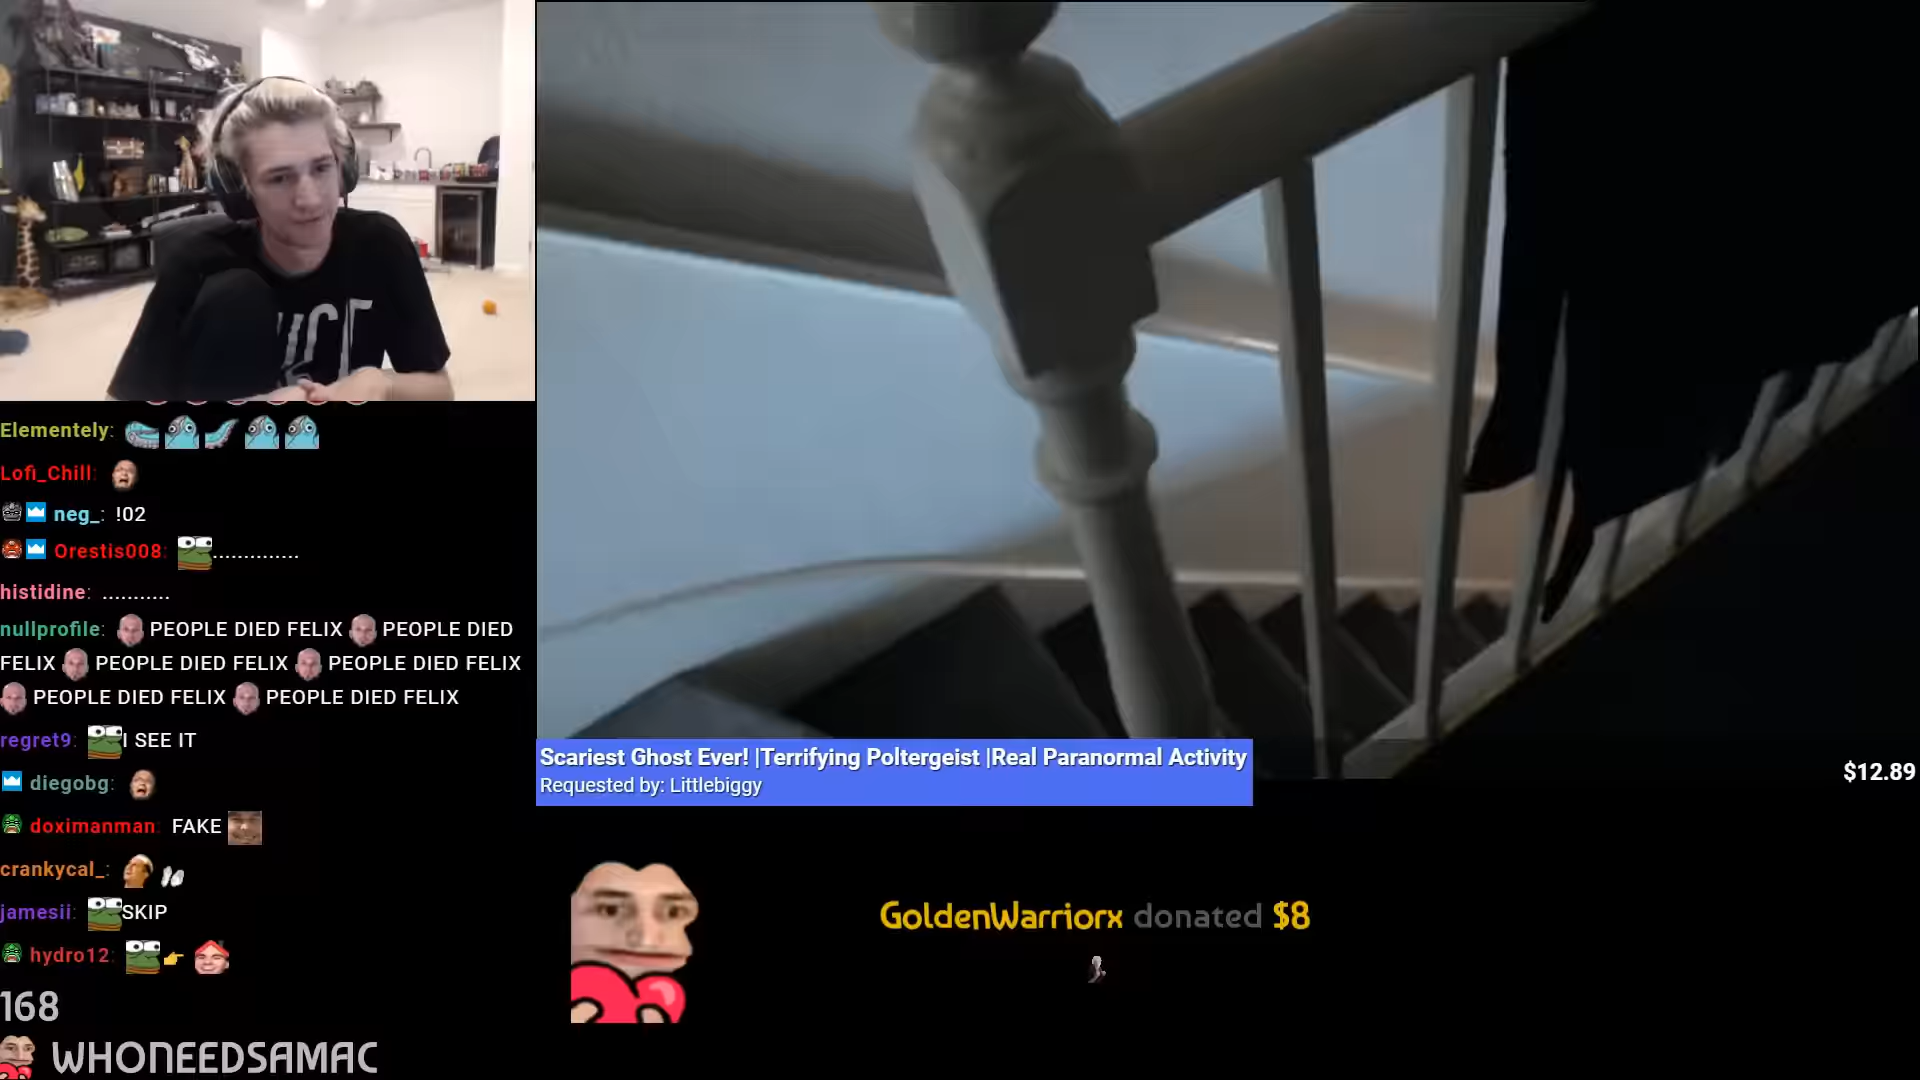 Elementely:
Lofi_Chill:
neg_: !02
Orestis008: ..............
histidine: ...........
nullprofile: PEOPLE DIED FELIX PEOPLE DIED
FELIX PEOPLE DIED FELIX PEOPLE DIED FELIX
PEOPLE DIED FELIX PEOPLE DIED FELIX
regret9: I SEE IT
diegobg:
doximanman: FAKE
crankycal_:
jamesii: SKIP
hydro12:
168
WHONEEDSAMAC
Scariest Ghost Ever! |Terrifying Poltergeist |Real Paranormal Activity
Requested by: Littlebiggy
$12.89
GoldenWarriorx donated $8